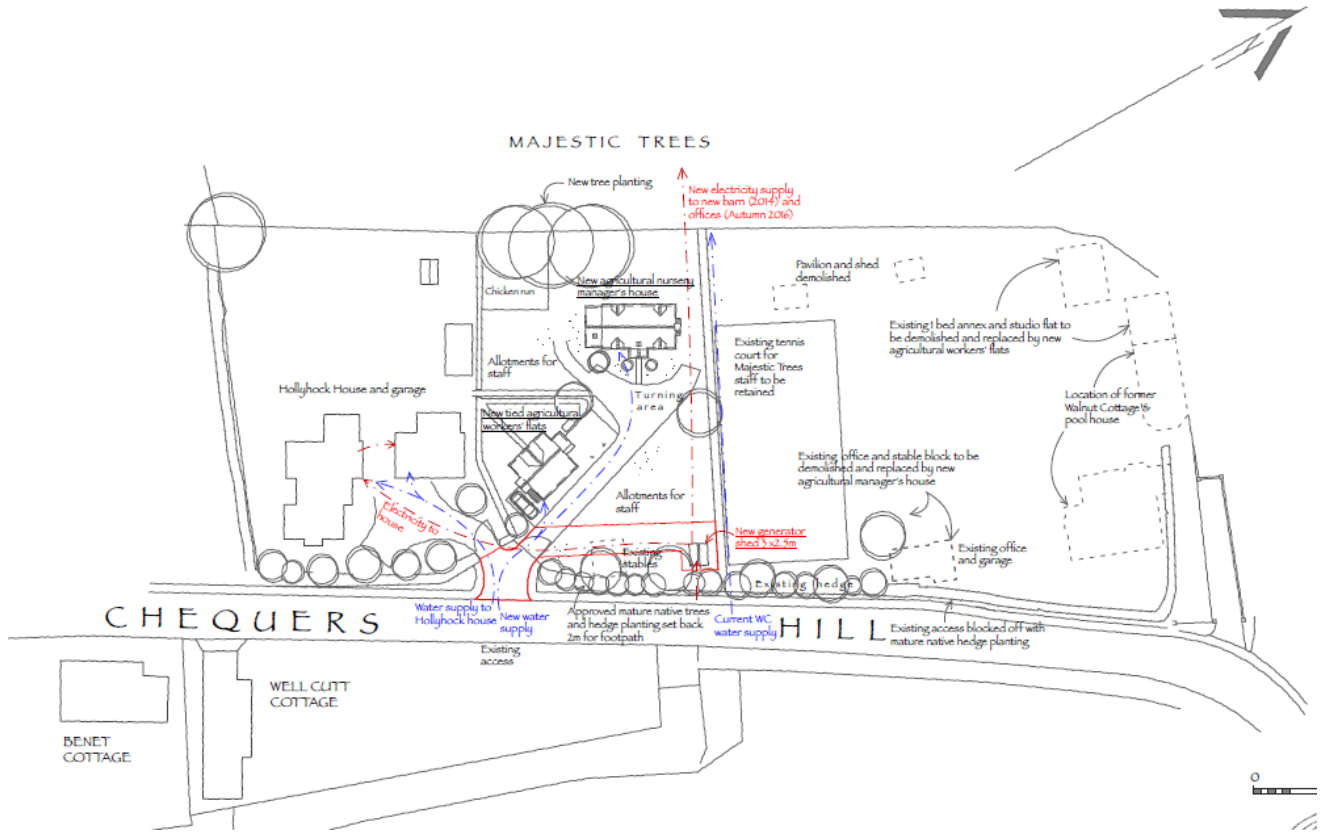 MAJESTIC TREES
New tree planting
New electricity supply
to new barn (2014) and
offices (Autumn 2016)
Pavilion and shed
demolished
Chicken run
New agricultural nursery
manager's house
Existing 1 bed annex and studio flat to
be demolished and replaced by new
agricultural workers' flats
Existing tennis
court for
Majestic Trees
staff to be
retained
Allotments for
staff
Hollyhock House and garage
Turning
area
Location of former
Walnut Cottage &
pool house
New tied agricultural
workers' flats
Existing office and stable block to be
demolished and replaced by new
agricultural manager's house
Allotments for
staff
Electricity to
house
New generator
shed 3 x2.5m
Existing
stables
Existing office
and garage
Existing hedge
CHEQUERS HILL
Water supply to
Hollyhock house
New water
supply
Approved mature native trees
and hedge planting set back
2m for footpath
Current WC
water supply
Existing access blocked off with
mature native hedge planting
Existing
access
WELL CUTT
COTTAGE
BENET
COTTAGE
0